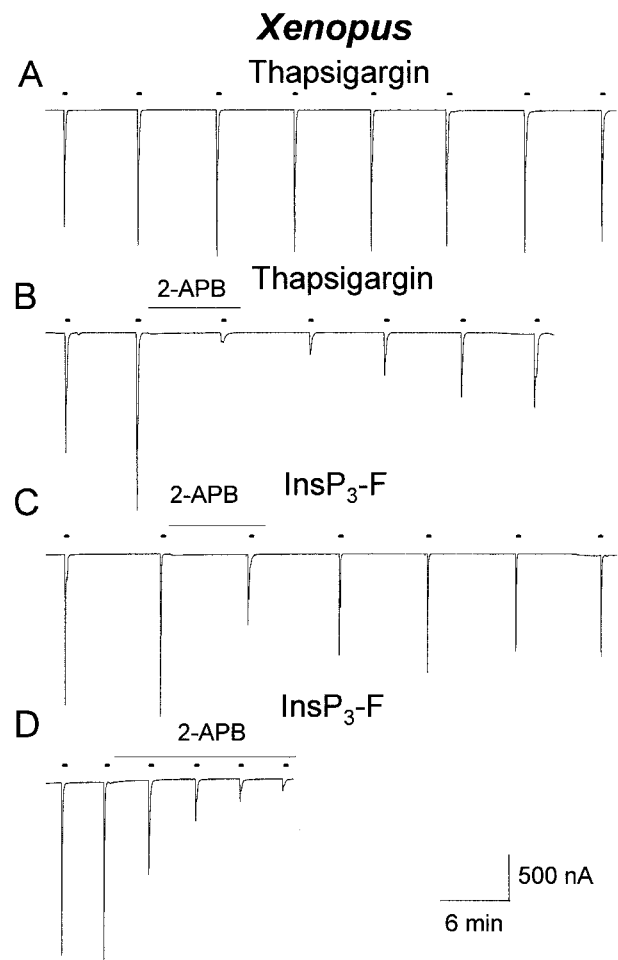 Xenopus
A
Thapsigargin
B
2-APB
Thapsigargin
C
2-APB
InsP3-F
D
InsP3-F
2-APB
500 nA
6 min